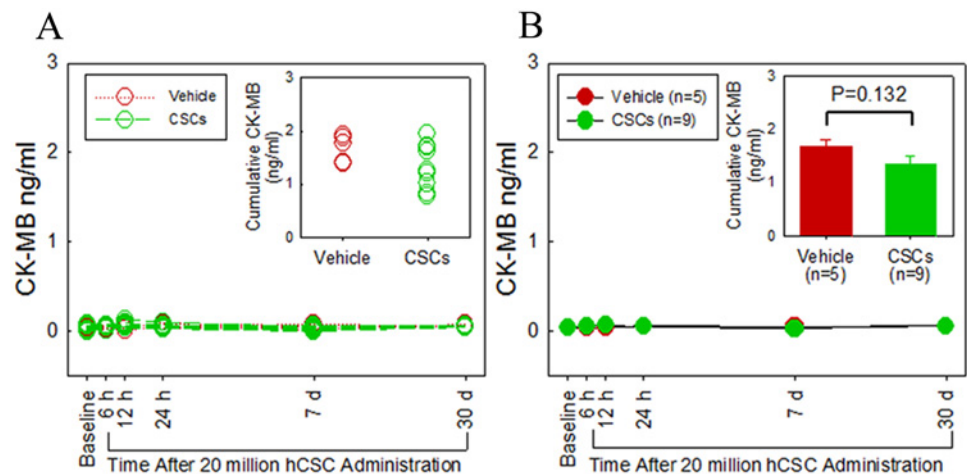 A
CK-MB ng/ml
3
2
1
0
Vehicle
CSCs
Cumulative CK-MB
(ng/ml)
3
2
1
0
Vehicle CSCs
Baseline
6 h
12 h
24 h
7 d
30 d
Time After 20 million hCSC Administration
B
CK-MB ng/ml
3
2
1
0
Vehicle (n=5)
CSCs (n=9)
Cumulative CK-MB
(ng/ml)
3
2
1
0
P=0.132
Vehicle CSCs
(n=5) (n=9)
Baseline
6 h
12 h
24 h
7 d
30 d
Time After 20 million hCSC Administration